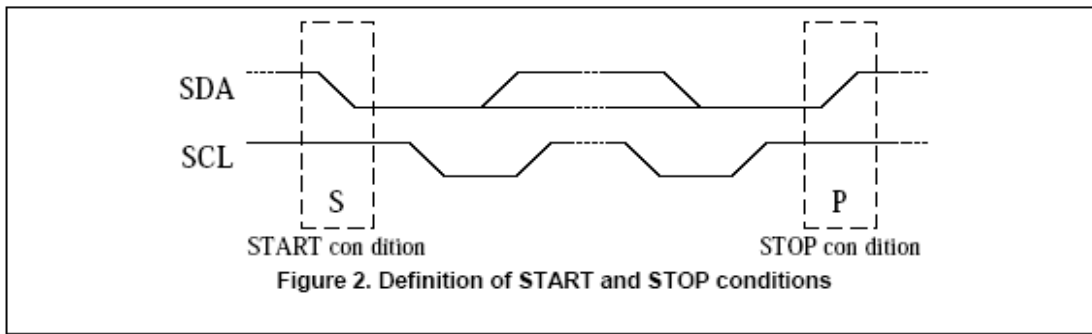 SDA
SCL
S
P
START con dition
STOP con dition
Figure 2. Definition of START and STOP conditions